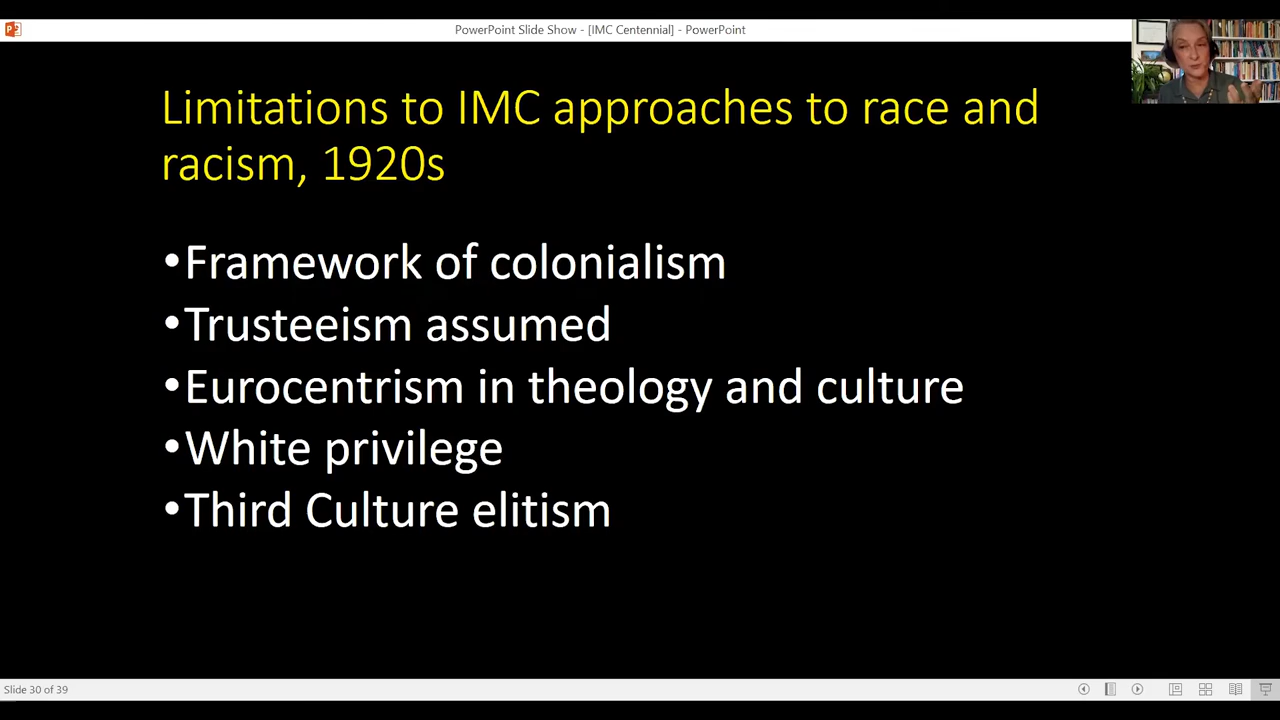 PowerPoint Slide Show - [IMC Centennial] - PowerPoint
Limitations to IMC approaches to race and
racism, 1920s
•Framework of colonialism
•Trusteeism assumed
•Eurocentrism in theology and culture
•White privilege
•Third Culture elitism
Slide 30 of 39